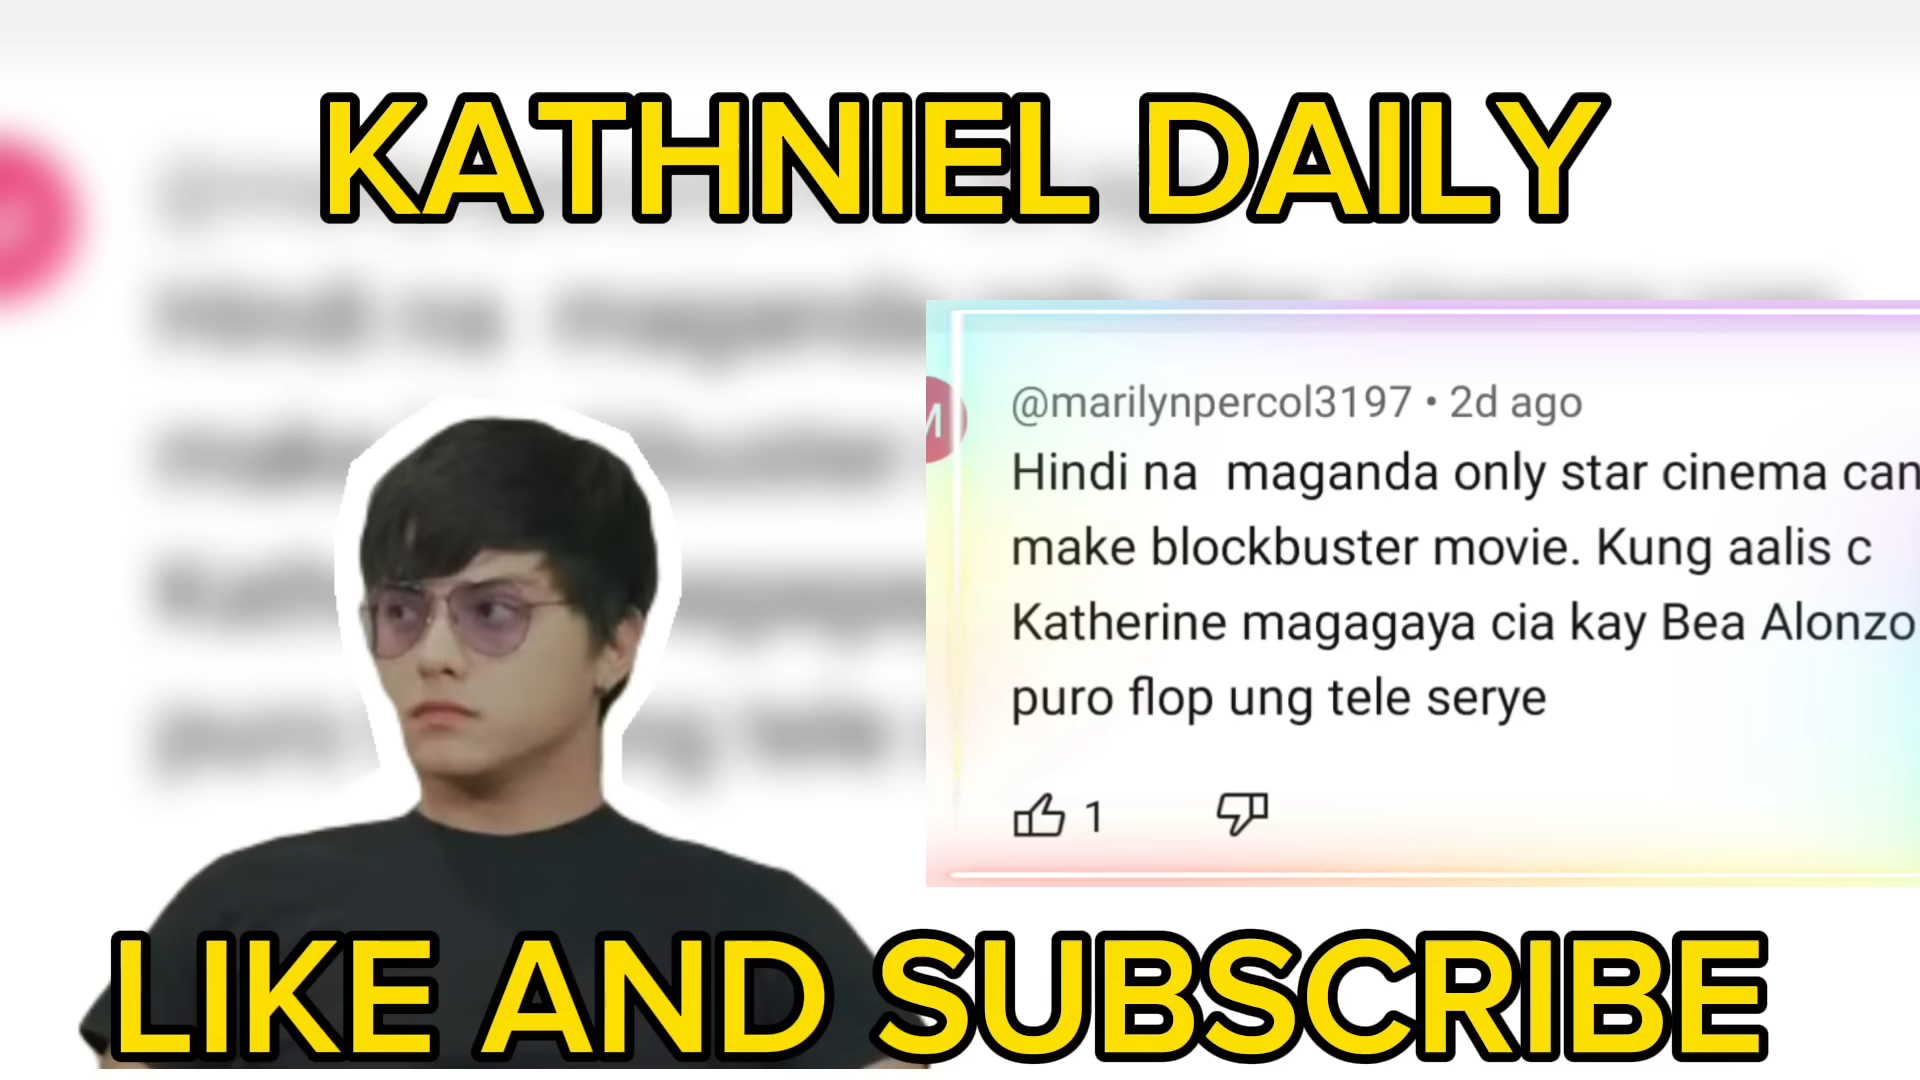 KATHNIEL DAILY
M
@marilynpercol3197 • 2d ago
Hindi na  maganda only star cinema can
make blockbuster movie. Kung aalis c
Katherine magagaya cia kay Bea Alonzo
puro flop ung tele serye
1
LIKE AND SUBSCRIBE